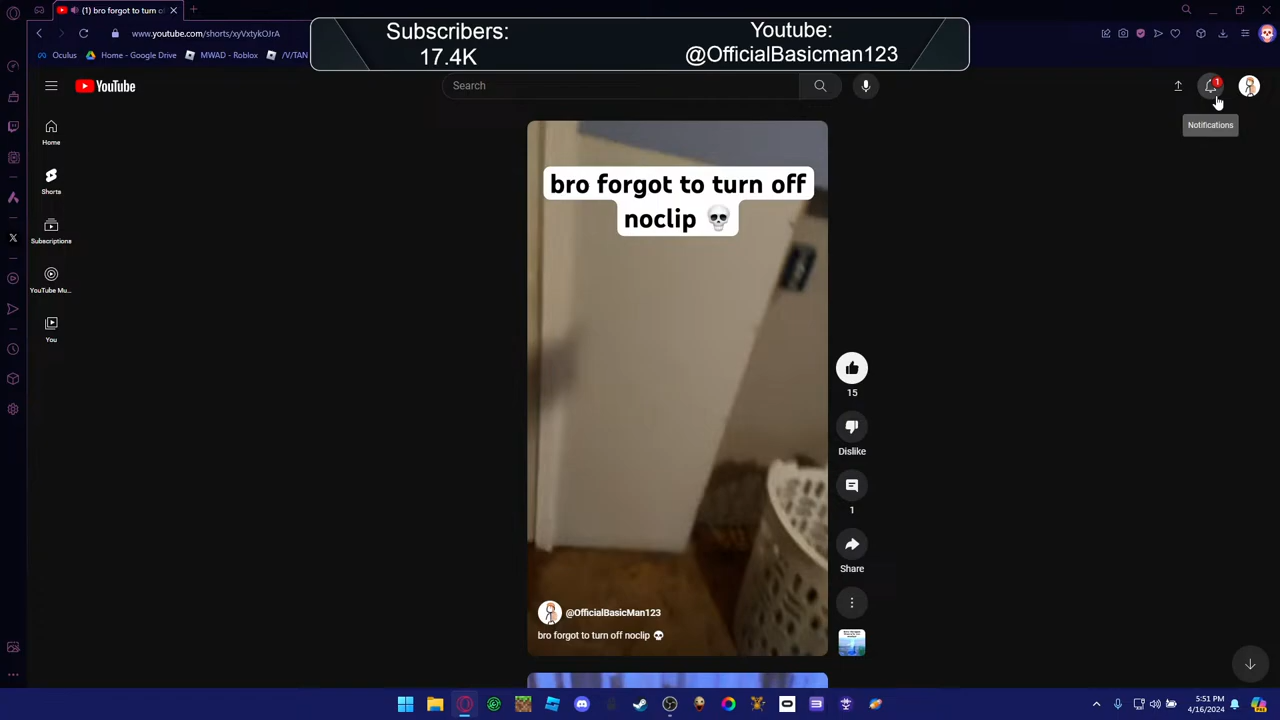 bro forgot to turn o
Subscribers:
17.4K
Youtube:
@OfficialBasicman123
www.youtube.com/shorts/xyVxtykOJrA
Oculus
Home - Google Drive
MWAD - Roblox
/V/TAN
YouTube
Search
1
Notifications
Home
Shorts
Subscriptions
YouTube Mu...
You
bro forgot to turn off
noclip 💀
15
Dislike
1
Share
@OfficialBasicMan123
bro forgot to turn off noclip 💀
5:51 PM
4/16/2024